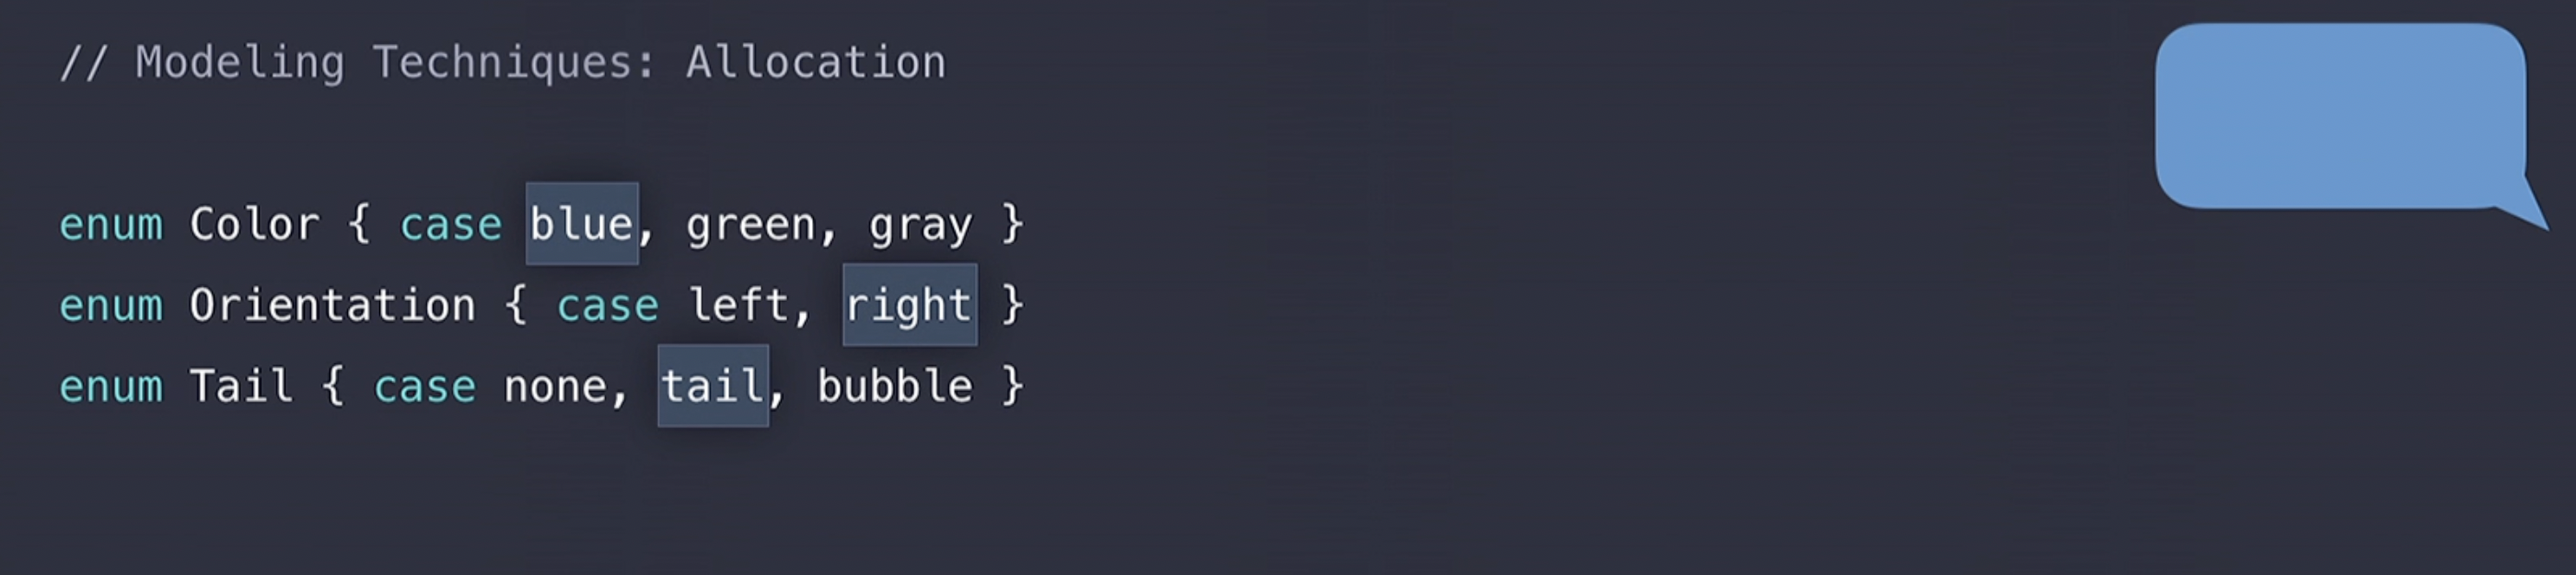 // Modeling Techniques: Allocation
enum Color { case blue, green, gray }
enum Orientation { case left, right }
enum Tail { case none, tail, bubble }